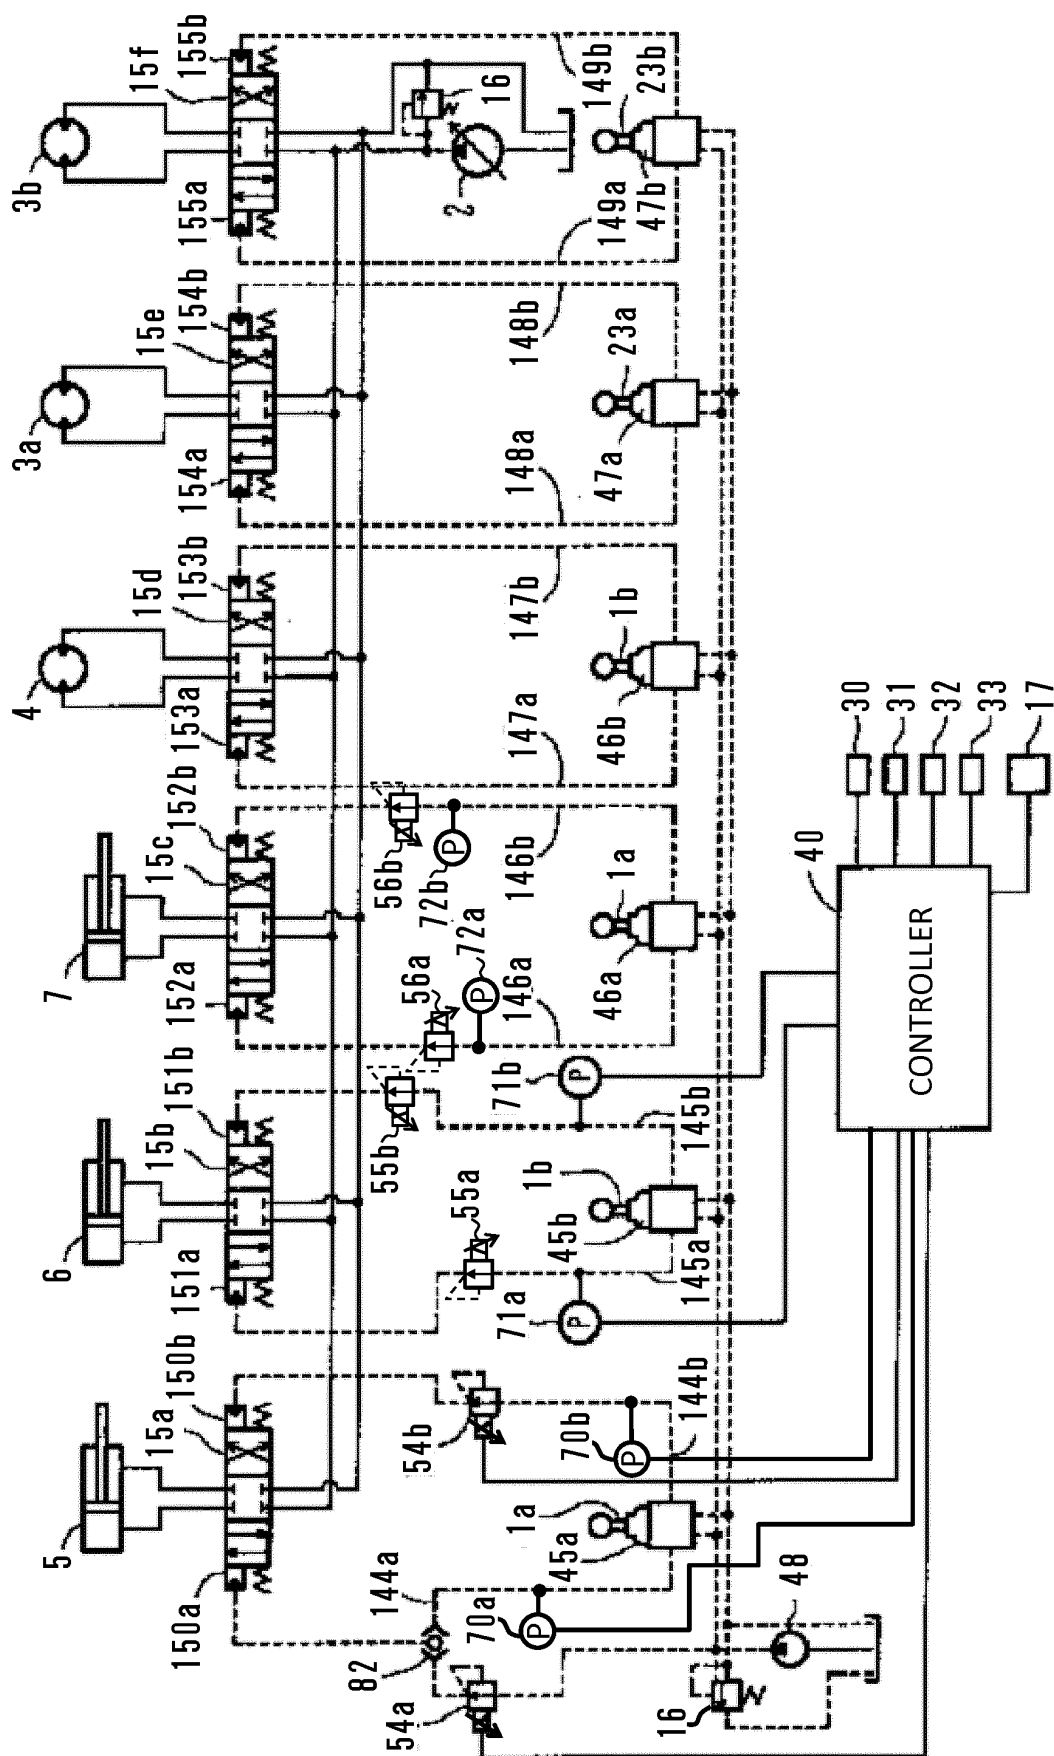 3b
155b
15f
155a
16
2
149b
23b
149a
47b
3a
154b
15e
154a
148b
23a
148a
47a
4
153b
15d
153a
147b
1b
147a
46b
7
152b
15c
152a
56b
72b
72a
146b
1a
56a
146a
46a
6
151b
15b
151a
55b
71b
145b
55a
1b
45b
145a
71a
5
150b
15a
150a
54b
70b
144b
1a
45a
144a
70a
82
54a
48
16
P
P
P
P
P
P
40
CONTROLLER
30
31
32
33
17